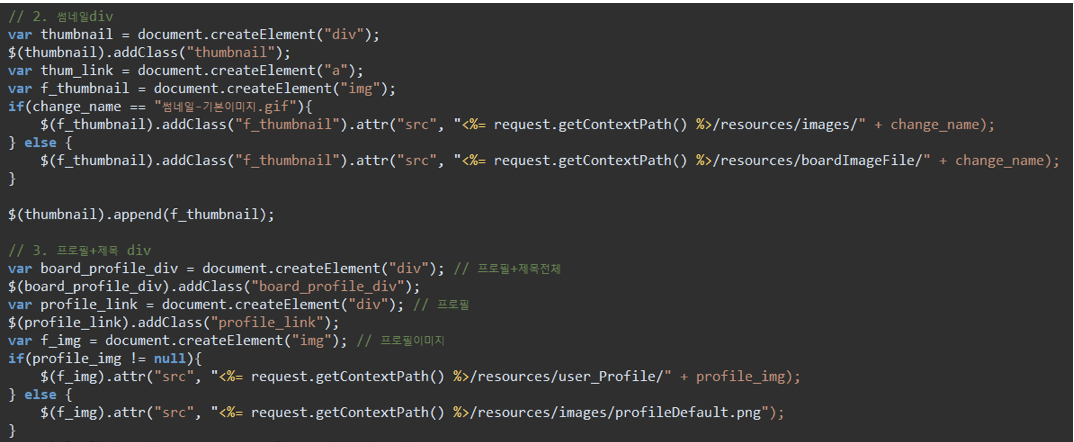 // 2. 썸네일div
var thumbnail = document.createElement("div");
$(thumbnail).addClass("thumbnail");
var thum_link = document.createElement("a");
var f_thumbnail = document.createElement("img");
if(change_name == "썸네일-기본이미지.gif"){
    $(f_thumbnail).addClass("f_thumbnail").attr("src", "<%= request.getContextPath() %>/resources/images/" + change_name);
} else {
    $(f_thumbnail).addClass("f_thumbnail").attr("src", "<%= request.getContextPath() %>/resources/boardImageFile/" + change_name);
}

$(thumbnail).append(f_thumbnail);

// 3. 프로필+제목 div
var board_profile_div = document.createElement("div"); // 프로필+제목전체
$(board_profile_div).addClass("board_profile_div");
var profile_link = document.createElement("div"); // 프로필
$(profile_link).addClass("profile_link");
var f_img = document.createElement("img"); // 프로필이미지
if(profile_img != null){
    $(f_img).attr("src", "<%= request.getContextPath() %>/resources/user_Profile/" + profile_img);
} else {
    $(f_img).attr("src", "<%= request.getContextPath() %>/resources/images/profileDefault.png");
}